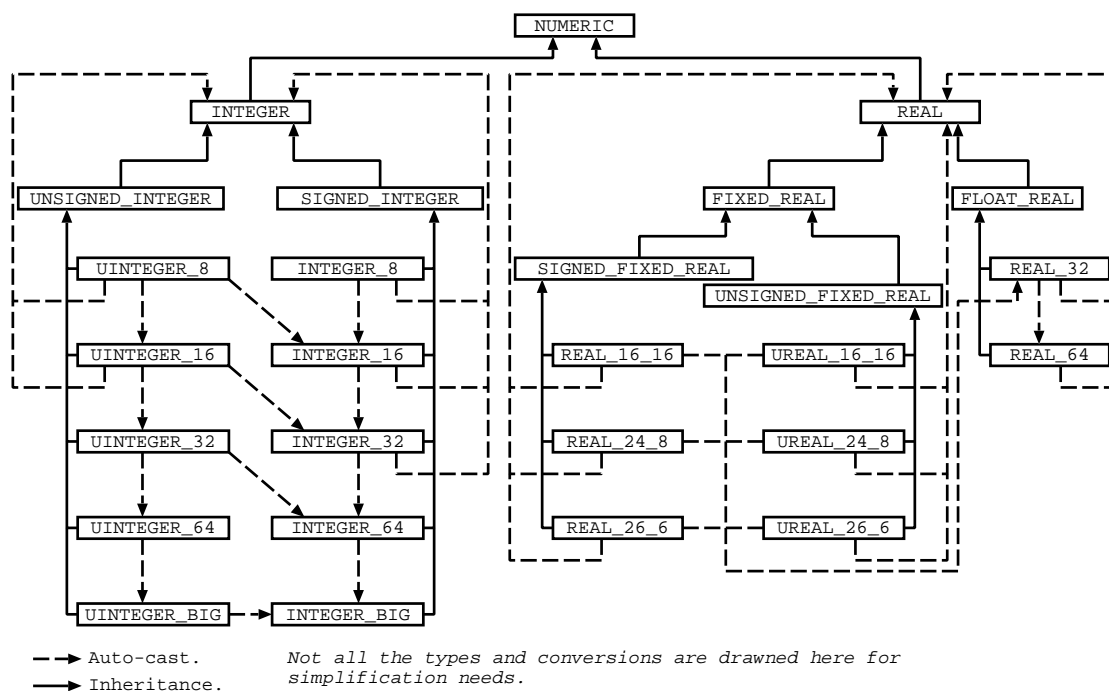 NUMERIC
INTEGER
REAL
UNSIGNED_INTEGER
SIGNED_INTEGER
FIXED_REAL
FLOAT_REAL
UINTEGER_8
INTEGER_8
SIGNED_FIXED_REAL
REAL_32
UNSIGNED_FIXED_REAL
UINTEGER_16
INTEGER_16
REAL_16_16
UREAL_16_16
REAL_64
UINTEGER_32
INTEGER_32
REAL_24_8
UREAL_24_8
UINTEGER_64
INTEGER_64
REAL_26_6
UREAL_26_6
UINTEGER_BIG
INTEGER_BIG
Auto-cast.
Inheritance.
Not all the types and conversions are drawned here for
simplification needs.